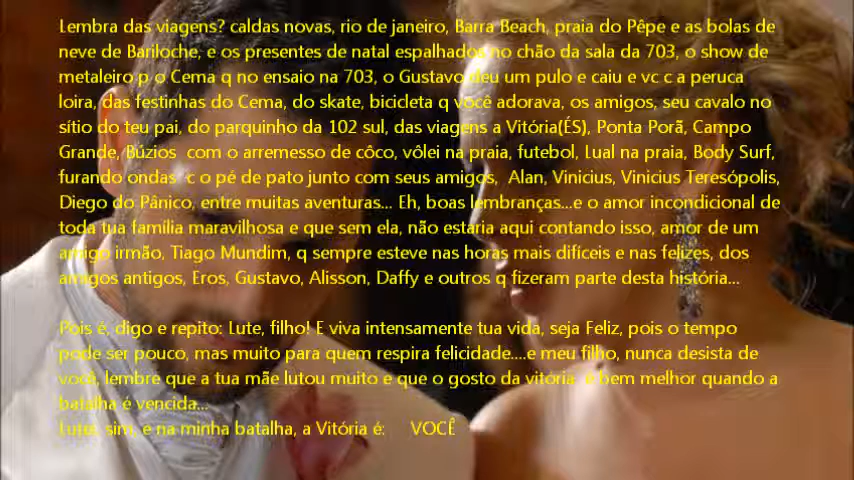 Lembra das viagens? caldas novas, rio de janeiro, Barra Beach, praia do Pêpe e as bolas de
neve de Bariloche, e os presentes de natal espalhados no chão da sala da 703, o show de
metaleiro p o Cema q no ensaio na 703, o Gustavo deu um pulo e caiu e vc c a peruca
loira, das festinhas do Cema, do skate, bicicleta q você adorava, os amigos, seu cavalo no
sítio do teu pai, do parquinho da 102 sul, das viagens a Vitória(ÉS), Ponta Porã, Campo
Grande, Búzios com o arremesso de côco, vôlei na praia, futebol, Lual na praia, Body Surf,
furando ondas c o pé de pato junto com seus amigos, Alan, Vinicius, Vinicius Teresópolis,
Diego do Pânico, entre muitas aventuras... Eh, boas lembranças...e o amor incondicional de
toda tua família maravilhosa e que sem ela, não estaria aqui contando isso, amor de um
amigo irmão, Tiago Mundim, q sempre esteve nas horas mais difíceis e nas felizes, dos
amigos antigos, Eros, Gustavo, Alisson, Daffy e outros q fizeram parte desta história...
Pois é, digo e repito: Lute, filho! E viva intensamente tua vida, seja Feliz, pois o tempo
pode ser pouco, mas muito para quem respira felicidade....e meu filho, nunca desista de
você, lembre que a tua mãe lutou muito e que o gosto da vitória é bem melhor quando a
batalha é vencida...
Lute, sim, e na minha batalha, a Vitória é: VOCÊ